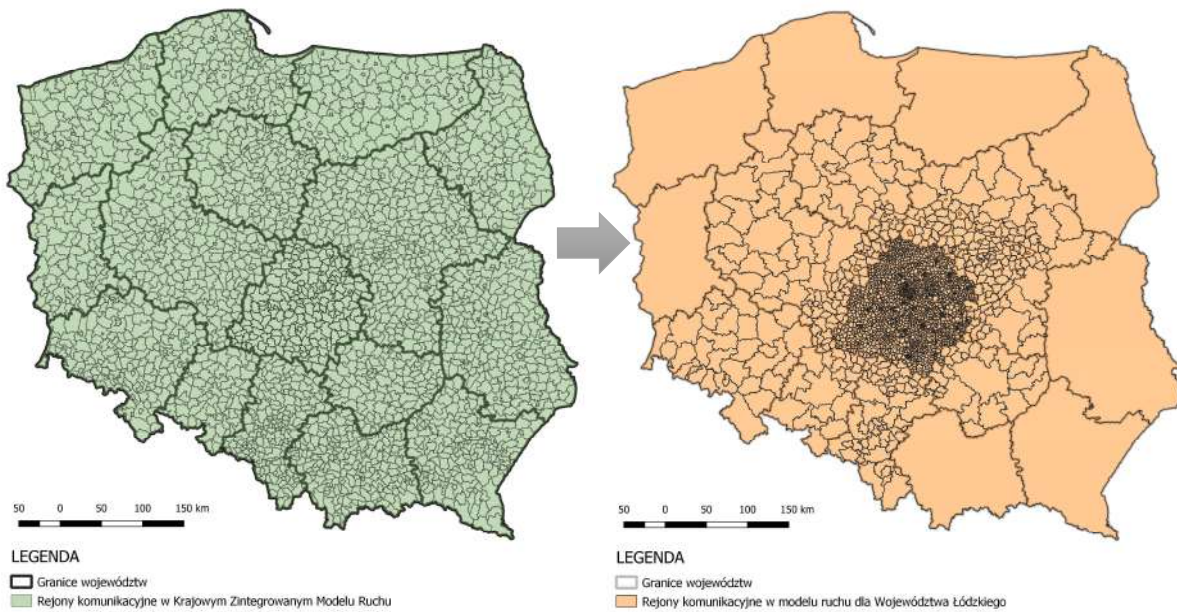 50 0 50 100 150 km
LEGENDA
Granice województw
Rejony komunikacyjne w Krajowym Zintegrowanym Modelu Ruchu
50 0 50 100 150 km
LEGENDA
Granice województw
Rejony komunikacyjne w modelu ruchu dla Województwa Łódzkiego